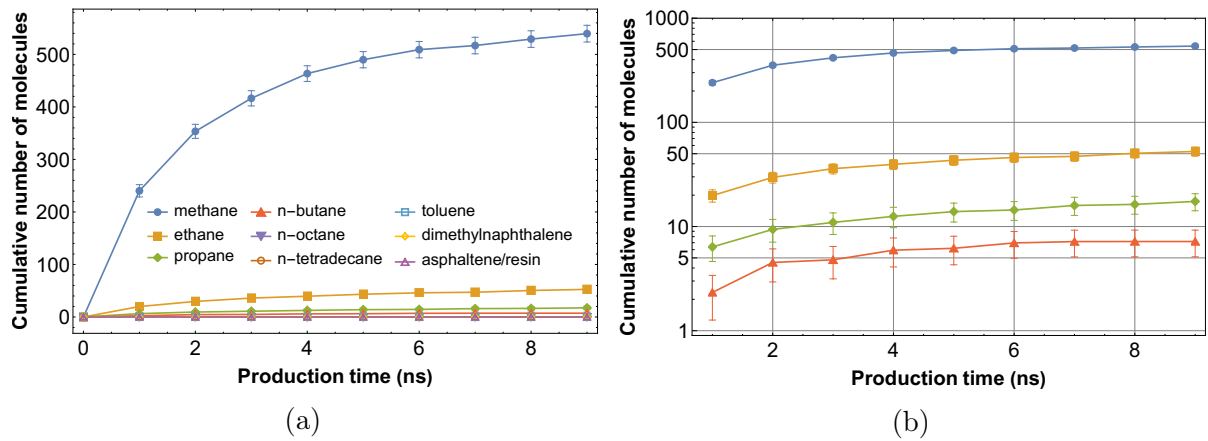 Cumulative number of molecules
500
400
300
200
100
0
methane
ethane
propane
n-butane
n-octane
n-tetradecane
toluene
dimethylnaphthalene
asphaltene/resin
0 2 4 6 8
Production time (ns)
(a)
Cumulative number of molecules
1000
500
100
50
10
5
1
2 4 6 8
Production time (ns)
(b)